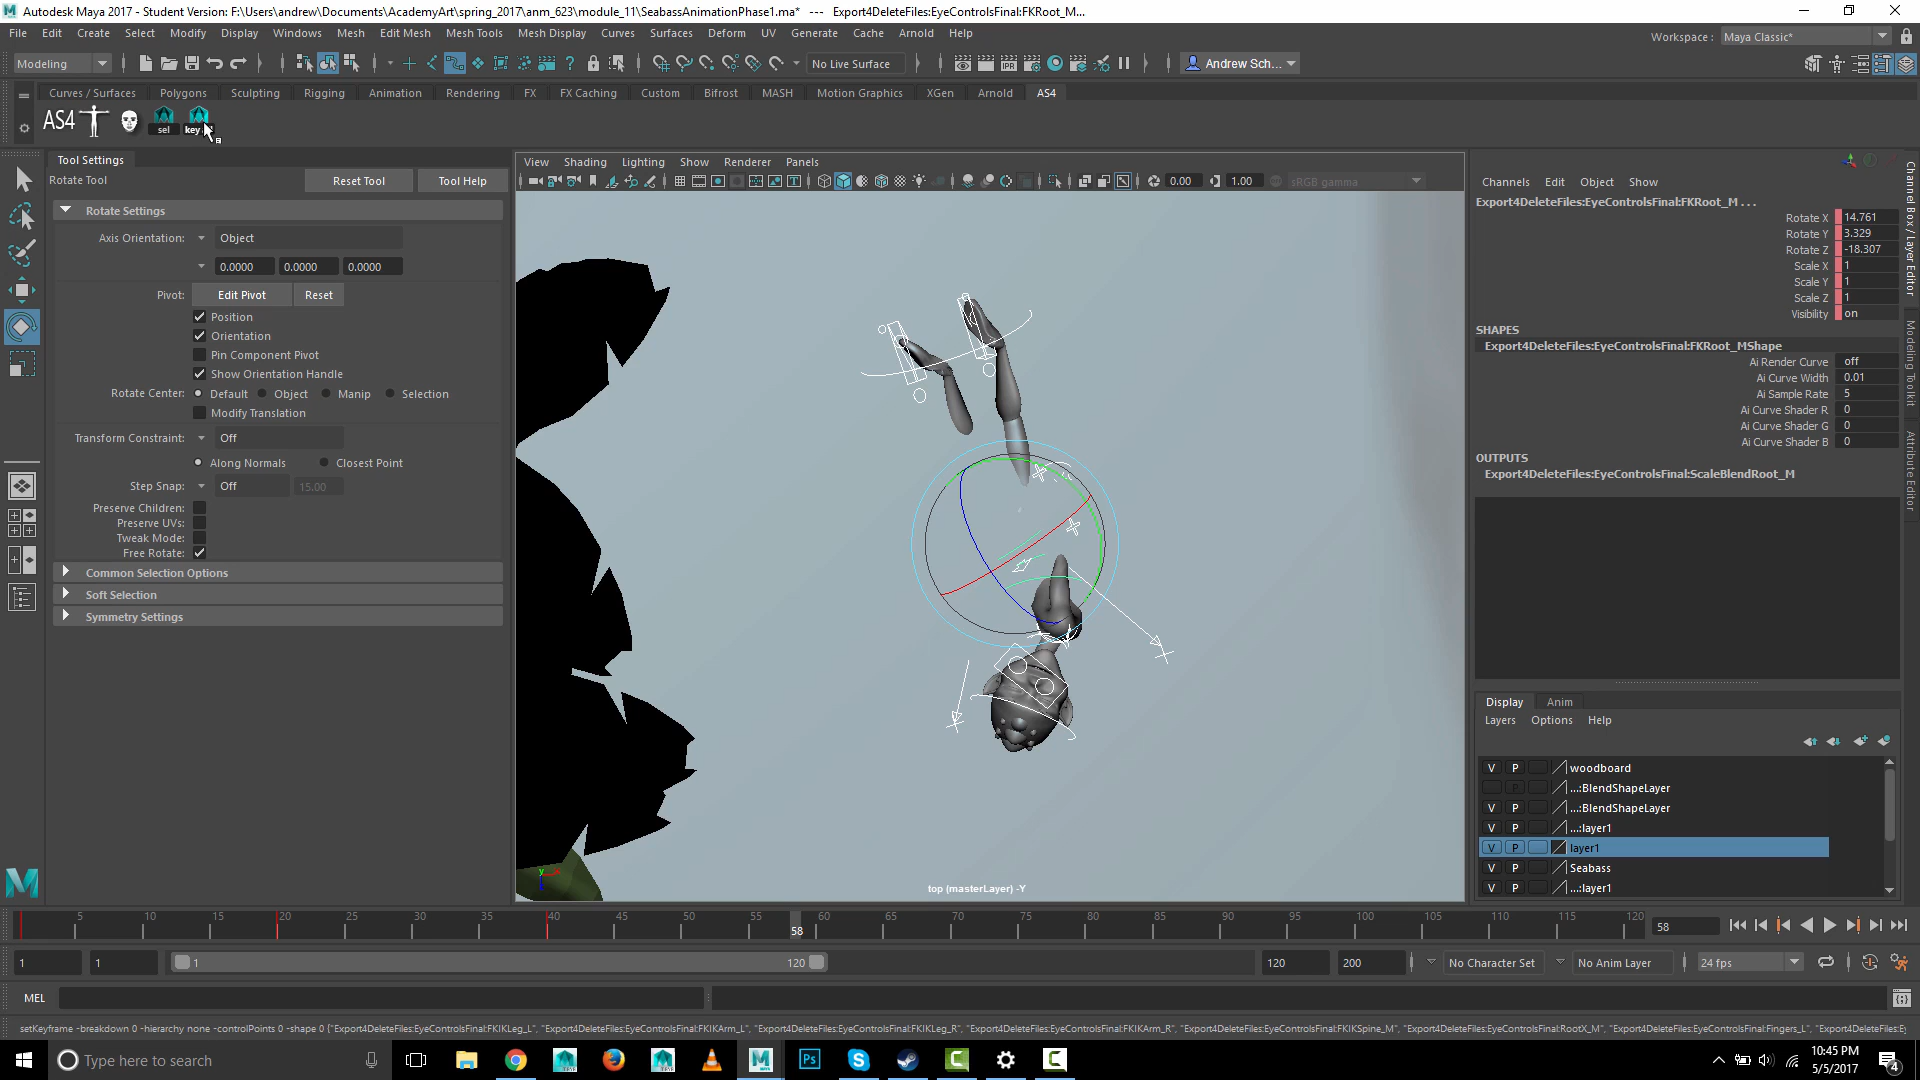 Autodesk Maya 2017 - Student Version: F:\Users\andrew\Documents\AcademyArt\spring_2017\anm_623\module_11\SeabassAnimationPhase1.ma* --- Export4DeleteFiles:EyeControlsFinal:FKRoot_M...
File Edit Create Select Modify Display Windows Mesh Edit Mesh Mesh Tools Mesh Display Curves Surfaces Deform UV Generate Cache Arnold Help
Workspace : Maya Classic*
Modeling No Live Surface Andrew Sch...
Curves / Surfaces Polygons Sculpting Rigging Animation Rendering FX FX Caching Custom Bifrost MASH Motion Graphics XGen Arnold AS4
AS4 sel key
Tool Settings
Rotate Tool Reset Tool Tool Help
Rotate Settings
Axis Orientation: Object
0.0000 0.0000 0.0000
Pivot: Edit Pivot Reset
Position
Orientation
Pin Component Pivot
Show Orientation Handle
Rotate Center: Default Object Manip Selection
Modify Translation
Transform Constraint: Off
Along Normals Closest Point
Step Snap: Off 15.00
Preserve Children:
Preserve UVs:
Tweak Mode:
Free Rotate:
Common Selection Options
Soft Selection
Symmetry Settings
View Shading Lighting Show Renderer Panels
0.00 1.00 sRGB gamma
top (masterLayer) -Y
Channels Edit Object Show
Export4DeleteFiles:EyeControlsFinal:FKRoot_M . . .
Rotate X 14.761
Rotate Y 3.329
Rotate Z -18.307
Scale X 1
Scale Y 1
Scale Z 1
Visibility on
SHAPES
Export4DeleteFiles:EyeControlsFinal:FKRoot_MShape
Ai Render Curve off
Ai Curve Width 0.01
Ai Sample Rate 5
Ai Curve Shader R 0
Ai Curve Shader G 0
Ai Curve Shader B 0
OUTPUTS
Export4DeleteFiles:EyeControlsFinal:ScaleBlendRoot_M
Channel Box / Layer Editor
Modeling Toolkit
Attribute Editor
Display Anim
Layers Options Help
V P woodboard
P ...:BlendShapeLayer
V P ...:BlendShapeLayer
V P ...:layer1
V P layer1
V P Seabass
V P ...:layer1
5 10 15 20 25 30 35 40 45 50 55 58 60 65 70 75 80 85 90 95 100 105 110 115 120
58
1 1 1 120 120 200 No Character Set No Anim Layer 24 fps
MEL
setKeyframe -breakdown 0 -hierarchy none -controlPoints 0 -shape 0 {"Export4DeleteFiles:EyeControlsFinal:FKIKLeg_L", "Export4DeleteFiles:EyeControlsFinal:FKIKArm_L", "Export4DeleteFiles:EyeControlsFinal:FKIKLeg_R", "Export4DeleteFiles:EyeControlsFinal:FKIKArm_R", "Export4DeleteFiles:EyeControlsFinal:FKIKSpine_M", "Export4DeleteFiles:EyeControlsFinal:RootX_M", "Export4DeleteFiles:EyeControlsFinal:Fingers_L", "Export4DeleteFiles:Ey
Type here to search
10:45 PM
5/5/2017
4